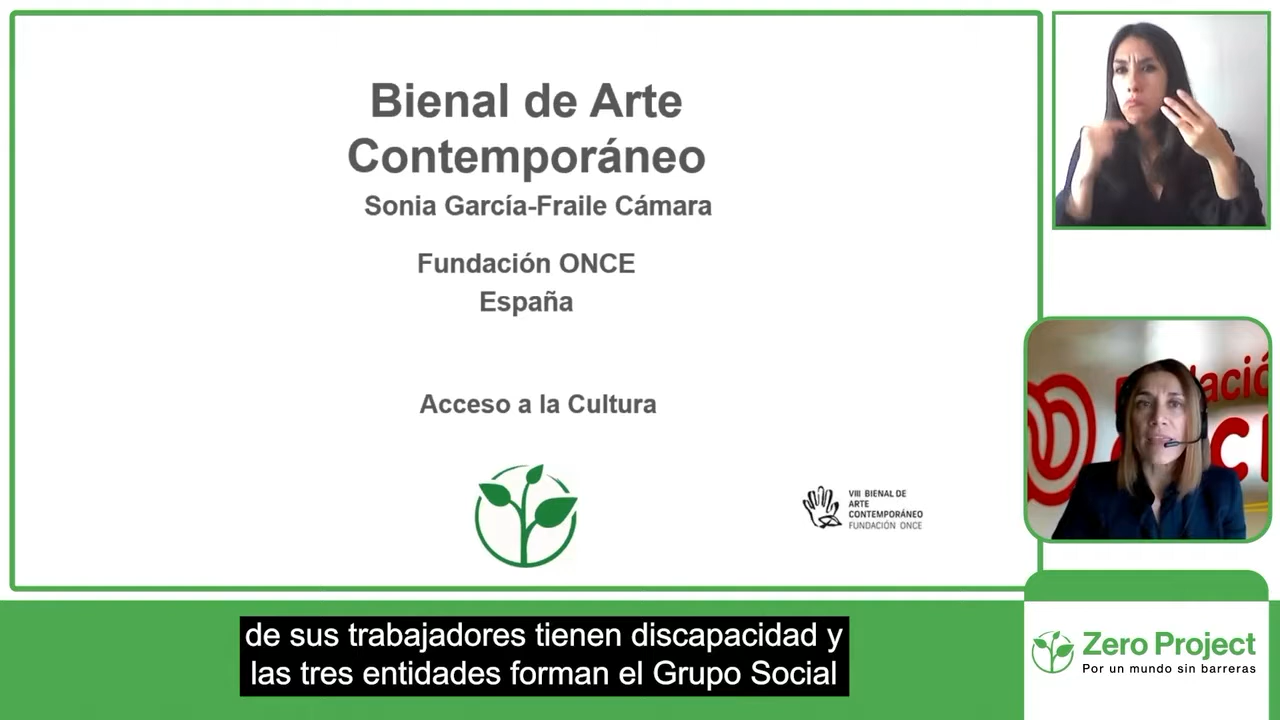 Bienal de Arte
Contemporáneo
Sonia García-Fraile Cámara
Fundación ONCE
España
Acceso a la Cultura
VIII BIENAL DE
ARTE
CONTEMPORÁNEO
FUNDACIÓN ONCE
de sus trabajadores tienen discapacidad y
las tres entidades forman el Grupo Social
Zero Project
Por un mundo sin barreras